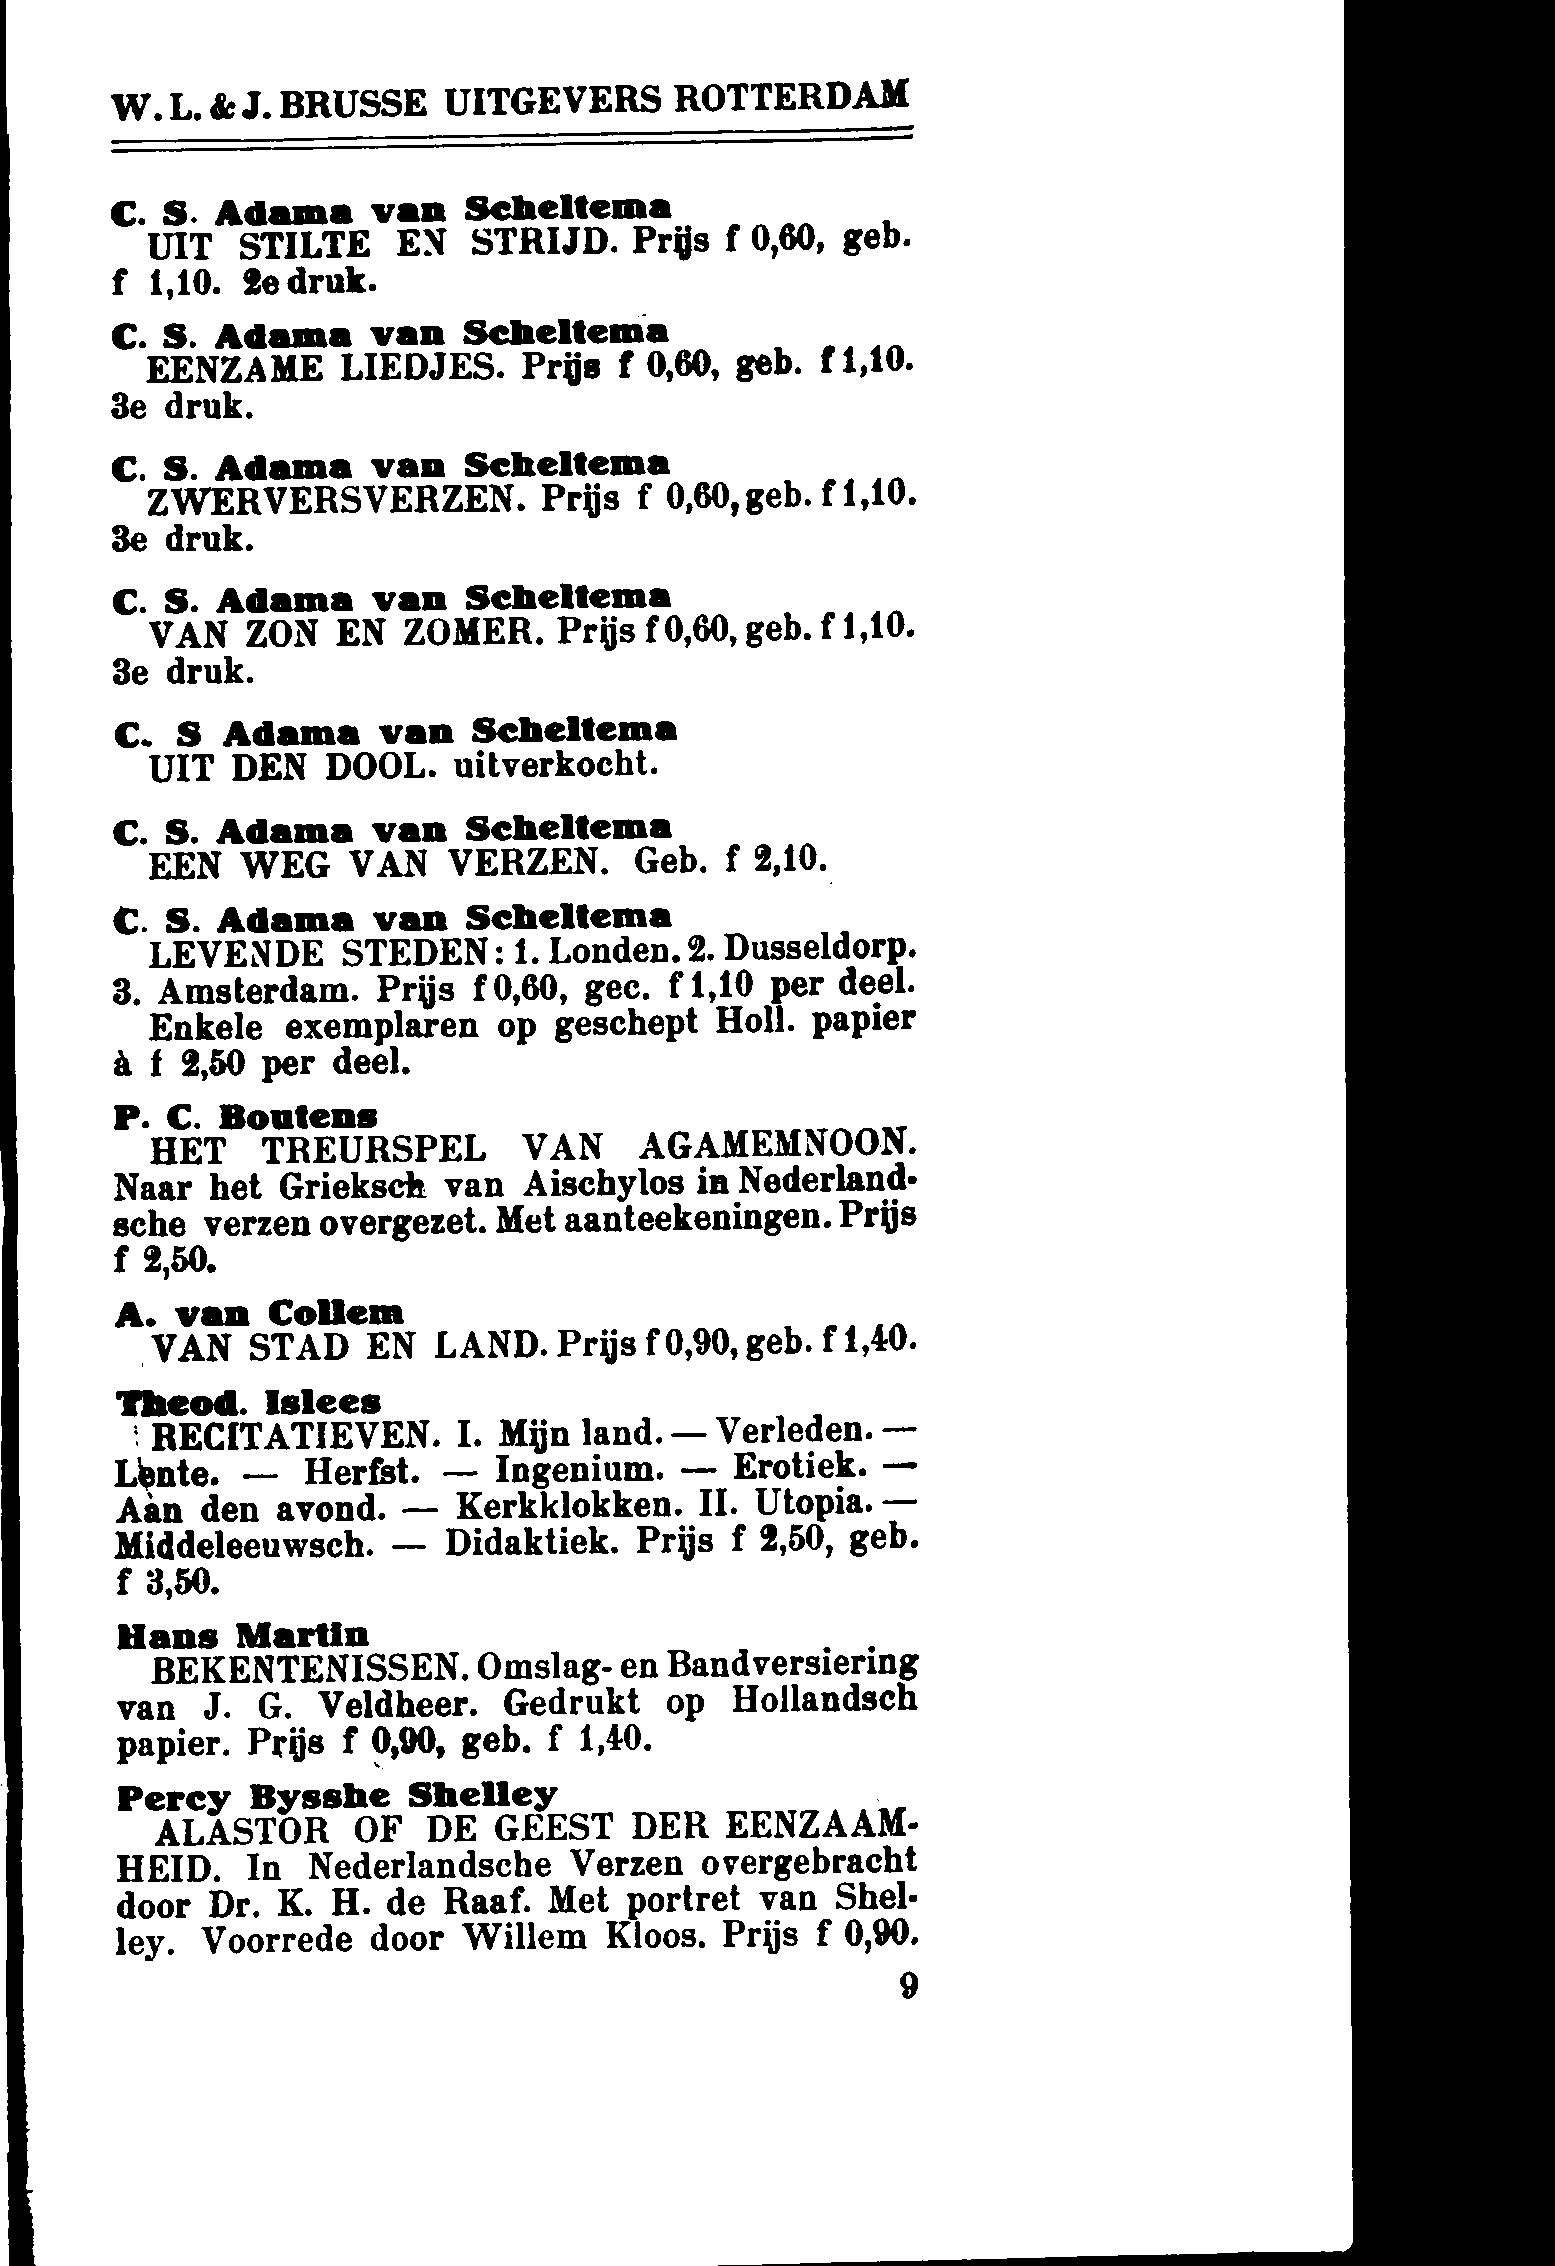 W. L. & J. BRUSSE UITGEVERS ROTTERDAM
C. S. Adama van Scheltema
UIT STILTE EN STRIJD. Prijs f 0,60, geb.
f 1,10. 2e druk.
C. S. Adama van Scheltema
EENZAME LIEDJES. Prijs f 0,60, geb. f 1,10.
3e druk.
C. S. Adama van Scheltema
ZWERVERSVERZEN. Prijs f 0,60, geb. f 1,10.
3e druk.
C. S. Adama van Scheltema
VAN ZON EN ZOMER. Prijs f 0,60, geb. f 1,10.
3e druk.
C. S Adama van Scheltema
UIT DEN DOOL. uitverkocht.
C. S. Adama van Scheltema
EEN WEG VAN VERZEN. Geb. f 2,10.
C. S. Adama van Scheltema
LEVENDE STEDEN: 1. Londen. 2. Dusseldorp.
3. Amsterdam. Prijs f 0,60, gec. f 1,10 per deel.
Enkele exemplaren op geschept Holl. papier
à f 2,50 per deel.
P. C. Boutens
HET TREURSPEL VAN AGAMEMNOON.
Naar het Grieksch van Aischylos in Nederland-
sche verzen overgezet. Met aanteekeningen. Prijs
f 2,50.
A. van Collem
VAN STAD EN LAND. Prijs f 0,90, geb. f 1,40.
Theod. Islees
RECITATIEVEN. I. Mijn land. — Verleden. —
Lente. — Herfst. — Ingenium. — Erotiek. —
Aan den avond. — Kerkklokken. II. Utopia. —
Middeleeuwsch. — Didaktiek. Prijs f 2,50, geb.
f 3,50.
Hans Martin
BEKENTENISSEN. Omslag- en Bandversiering
van J. G. Veldheer. Gedrukt op Hollandsch
papier. Prijs f 0,90, geb. f 1,40.
Percy Bysshe Shelley
ALASTOR OF DE GEEST DER EENZAAM-
HEID. In Nederlandsche Verzen overgebracht
door Dr. K. H. de Raaf. Met portret van Shel-
ley. Voorrede door Willem Kloos. Prijs f 0,90.
9